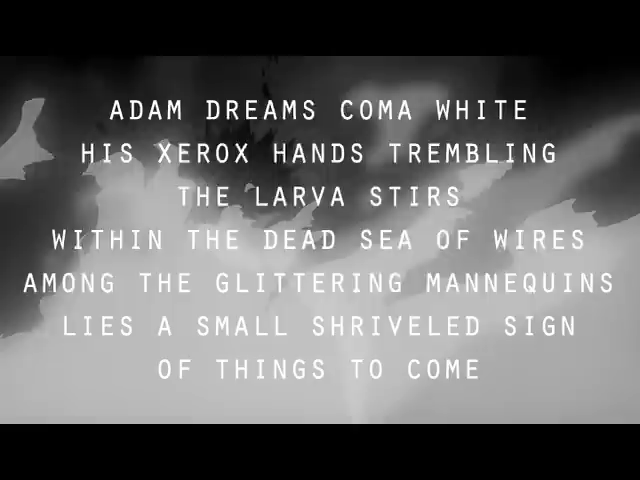 ADAM DREAMS COMA WHITE
HIS XEROX HANDS TREMBLING
THE LARVA STIRS
WITHIN THE DEAD SEA OF WIRES
AMONG THE GLITTERING MANNEQUINS
LIES A SMALL SHRIVELED SIGN
OF THINGS TO COME